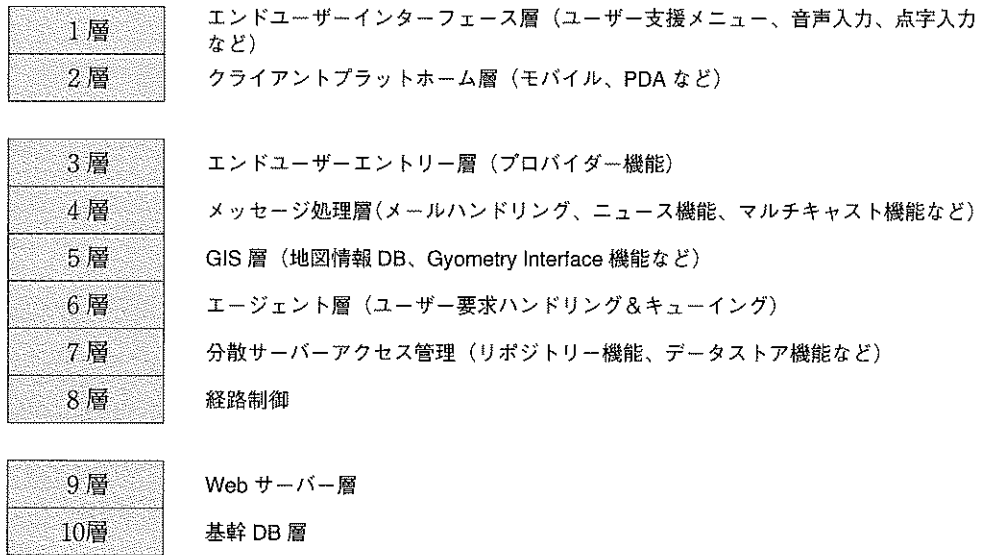 1層 エンドユーザーインターフェース層（ユーザー支援メニュー、音声入力、点字入力
など）
2層 クライアントプラットホーム層（モバイル、PDA など）
3層 エンドユーザーエントリー層（プロバイダー機能）
4層 メッセージ処理層（メールハンドリング、ニュース機能、マルチキャスト機能など）
5層 GIS 層（地図情報 DB、Gyometry Interface 機能など）
6層 エージェント層（ユーザー要求ハンドリング＆キューイング）
7層 分散サーバーアクセス管理（リポジトリー機能、データストア機能など）
8層 経路制御
9層 Web サーバー層
10層 基幹 DB 層